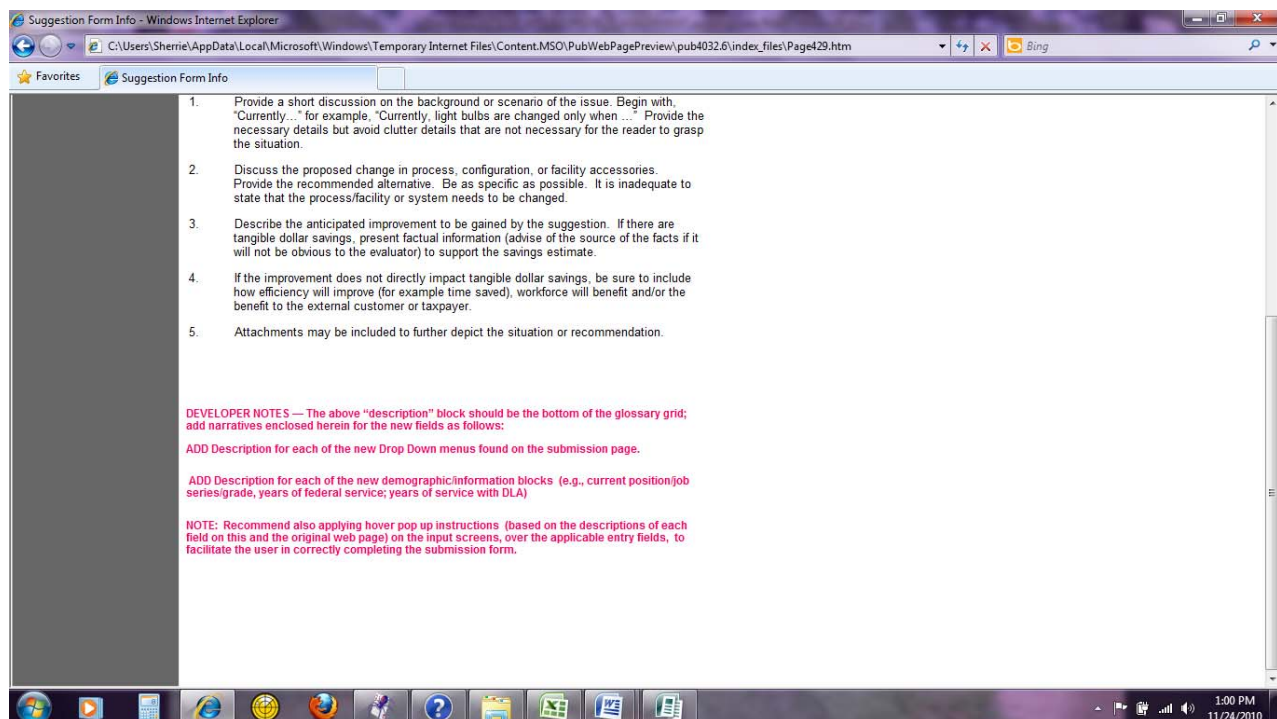 Suggestion Form Info - Windows Internet Explorer
C:\Users\Sherrie\AppData\Local\Microsoft\Windows\Temporary Internet Files\Content.MSO\PubWebPagePreview\pub4032.6\index_files\Page429.htm
Bing
Favorites
Suggestion Form Info
1. Provide a short discussion on the background or scenario of the issue. Begin with,
“Currently…” for example, “Currently, light bulbs are changed only when …” Provide the
necessary details but avoid clutter details that are not necessary for the reader to grasp
the situation.
2. Discuss the proposed change in process, configuration, or facility accessories.
Provide the recommended alternative. Be as specific as possible. It is inadequate to
state that the process/facility or system needs to be changed.
3. Describe the anticipated improvement to be gained by the suggestion. If there are
tangible dollar savings, present factual information (advise of the source of the facts if it
will not be obvious to the evaluator) to support the savings estimate.
4. If the improvement does not directly impact tangible dollar savings, be sure to include
how efficiency will improve (for example time saved), workforce will benefit and/or the
benefit to the external customer or taxpayer.
5. Attachments may be included to further depict the situation or recommendation.
DEVELOPER NOTES — The above “description” block should be the bottom of the glossary grid;
add narratives enclosed herein for the new fields as follows:
ADD Description for each of the new Drop Down menus found on the submission page.
ADD Description for each of the new demographic/information blocks (e.g., current position/job
series/grade, years of federal service; years of service with DLA)
NOTE: Recommend also applying hover pop up instructions (based on the descriptions of each
field on this and the original web page) on the input screens, over the applicable entry fields, to
facilitate the user in correctly completing the submission form.
1:00 PM
11/24/2010